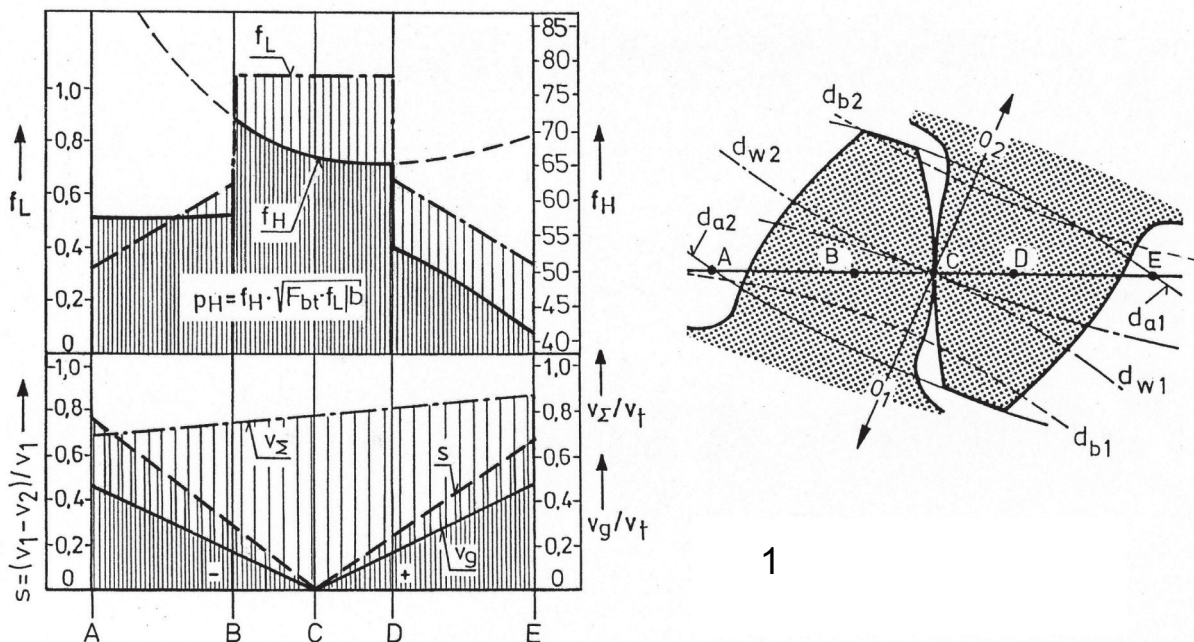 f_L
1,0
0,8
0,6
0,4
0,2
0
f_L
f_H
p_H = f_H · √F_bt · f_L | b
85
80
75
70
65
60
55
50
45
40
f_H
s = (v_1 − v_2) / v_1
1,0
0,8
0,6
0,4
0,2
0
v_Σ
s
v_g
−
+
1,0
0,8
0,6
0,4
0,2
0
v_Σ/v_t
v_g/v_t
A B C D E
d_b2
0_2
d_w2
d_a2
A B C D E
d_a1
d_w1
0_1
d_b1
1